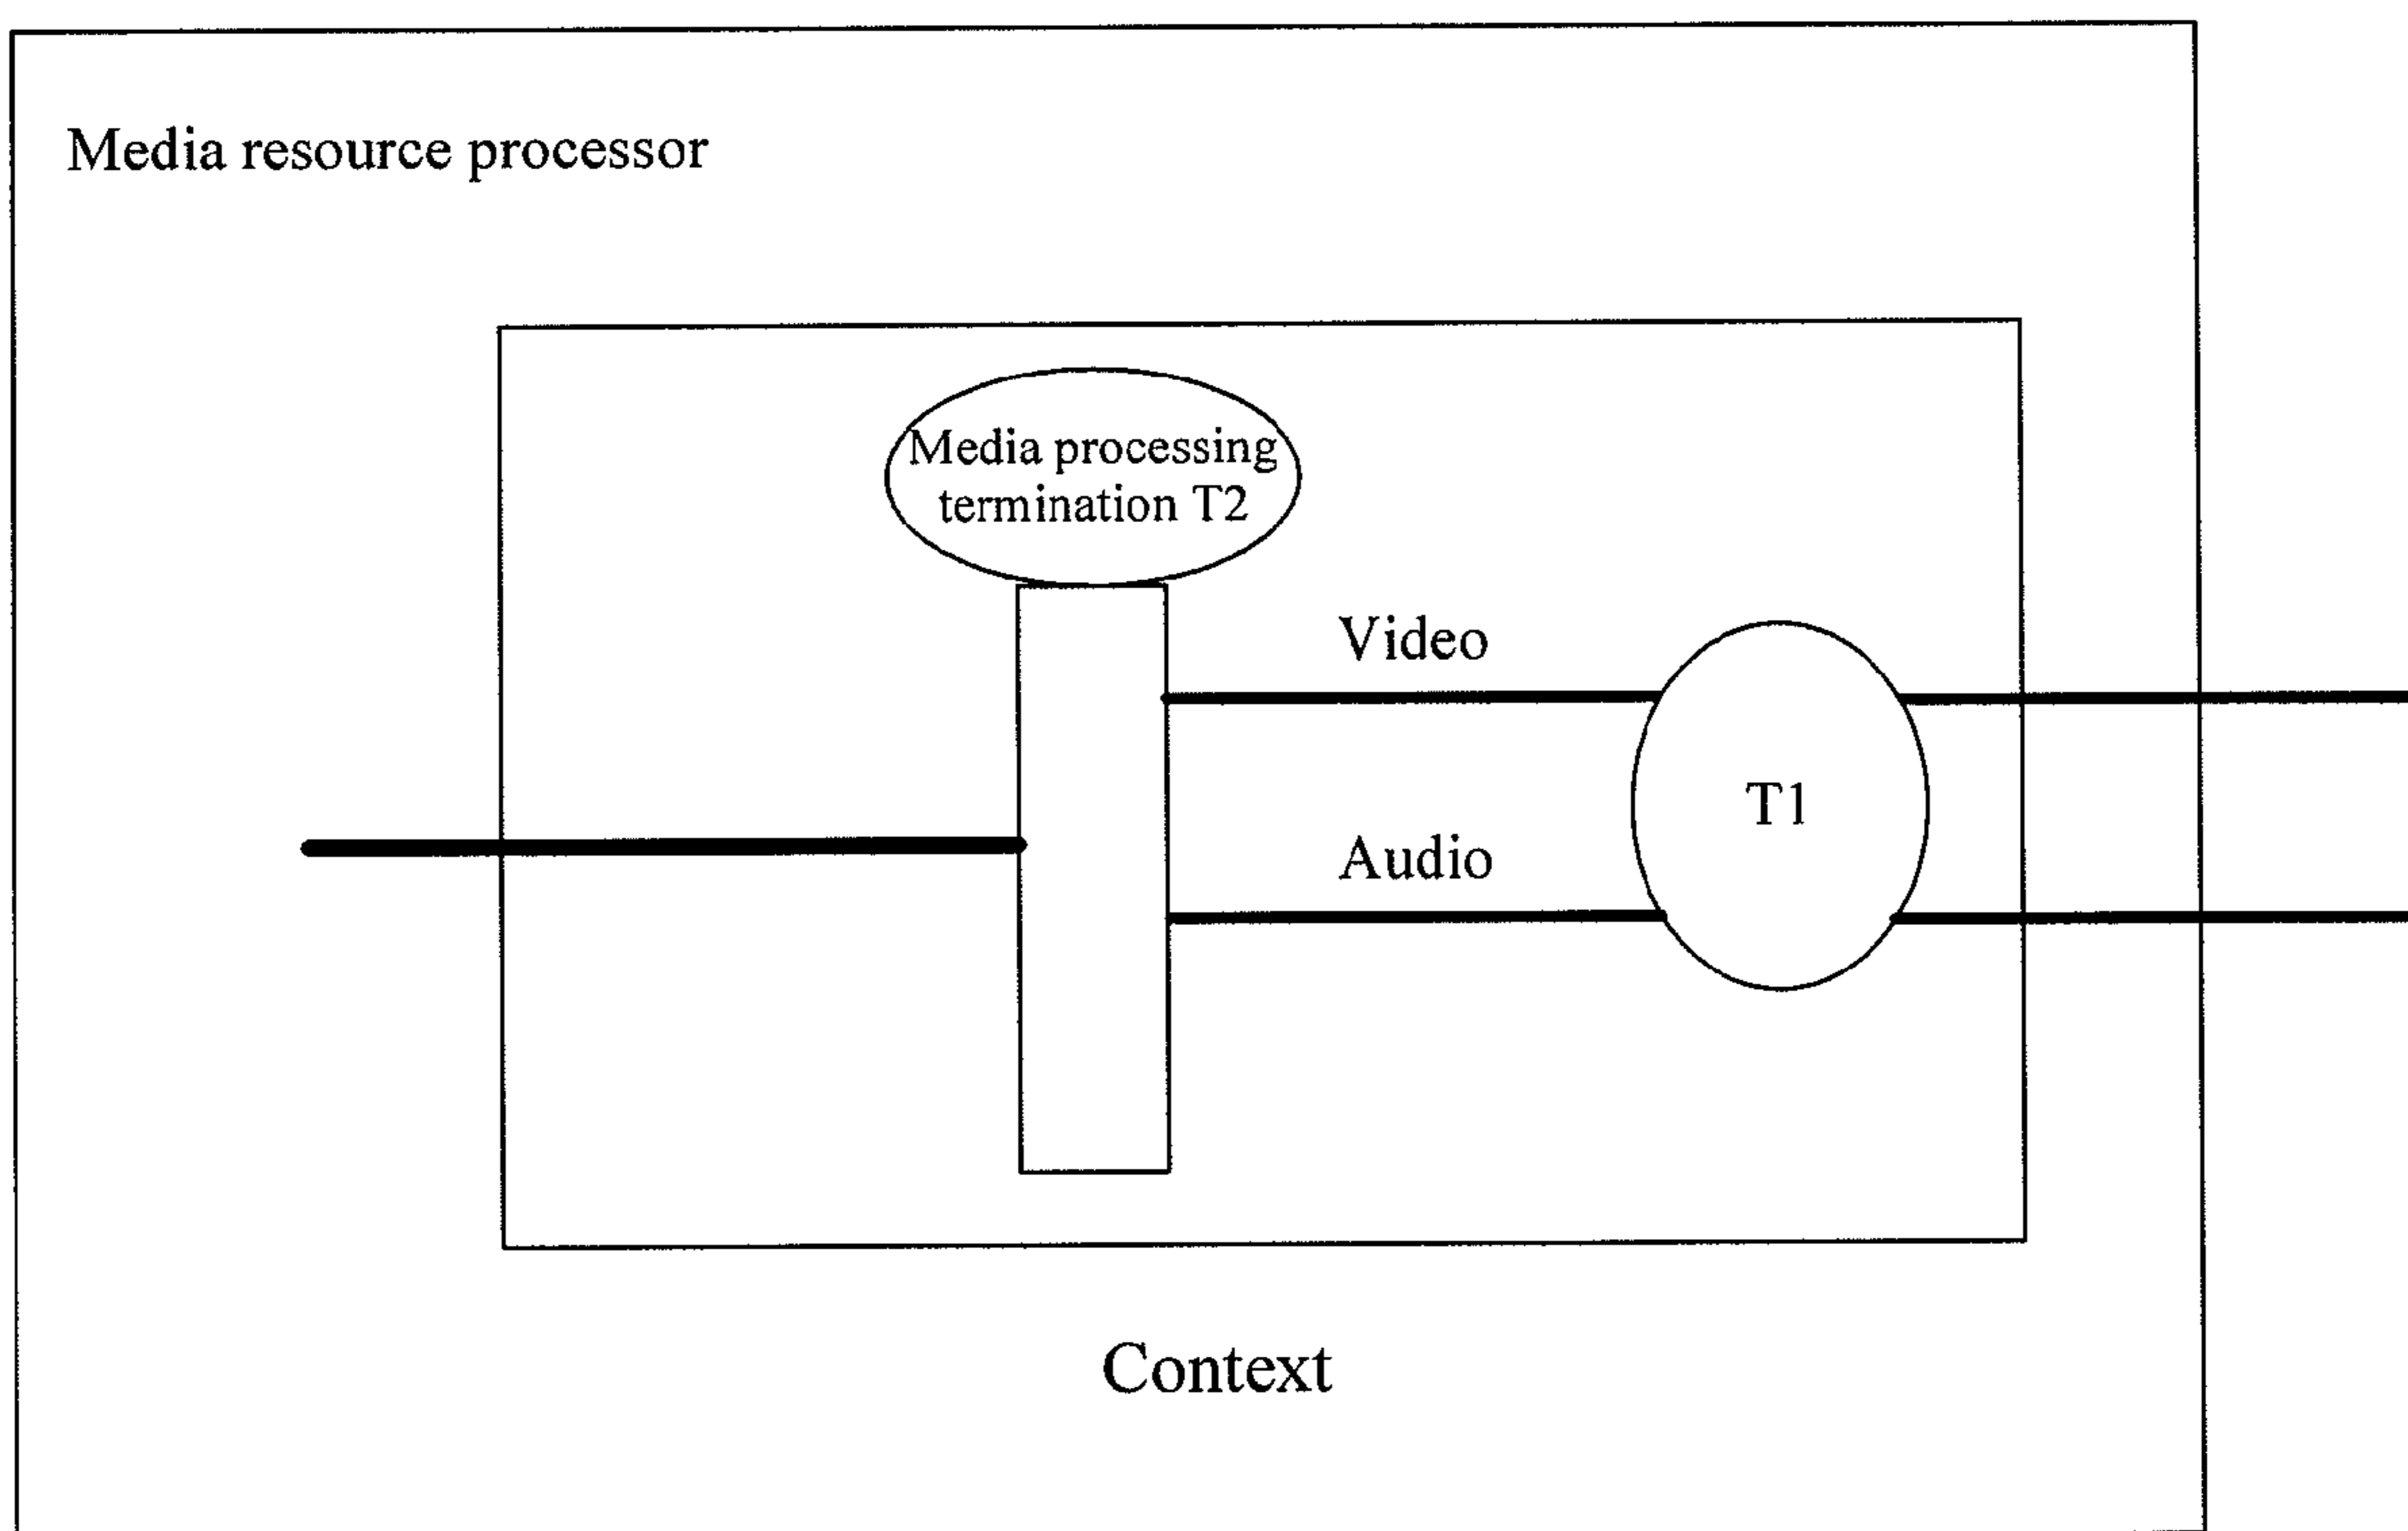 Media resource processor
Media processing
termination T2
Video
T1
Audio
Context